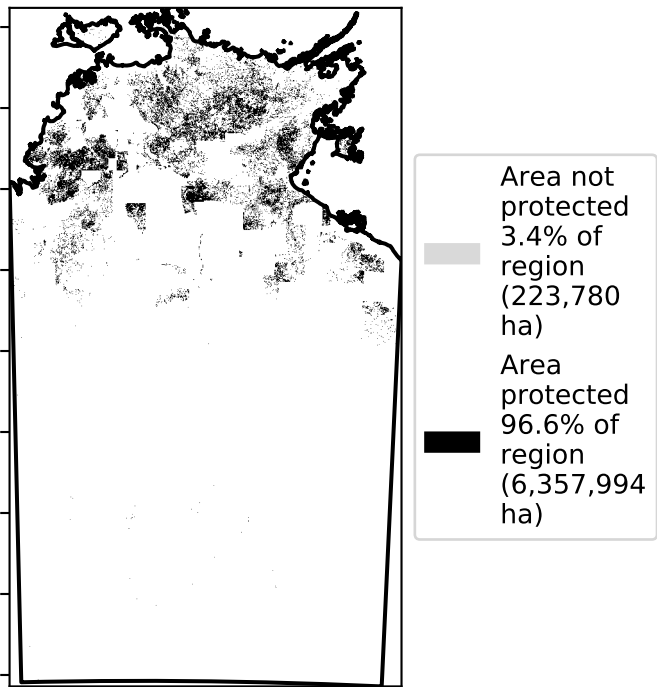 Area not
protected
3.4% of
region
(223,780
ha)
Area
protected
96.6% of
region
(6,357,994
ha)